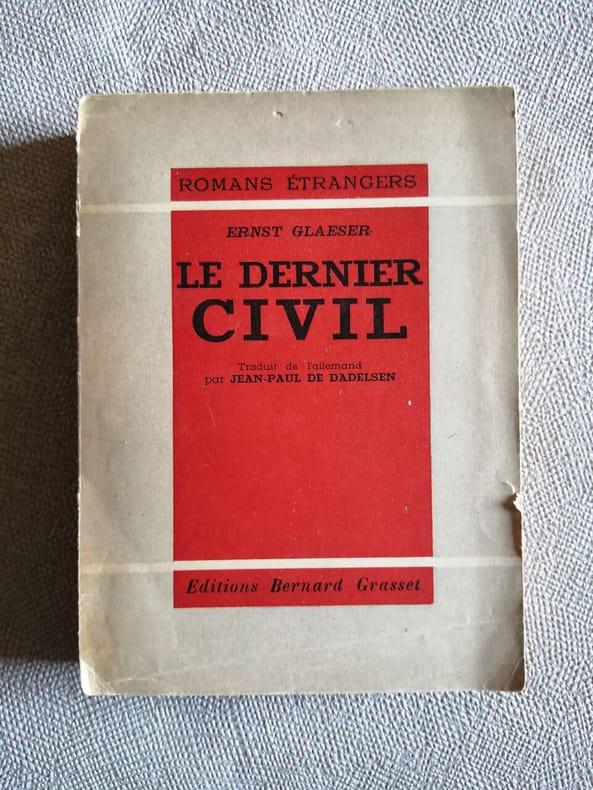 ROMANS ÉTRANGERS
ERNST GLAESER
LE DERNIER
CIVIL
Traduit de l'allemand
par JEAN-PAUL DE DADELSEN
Editions Bernard Grasset